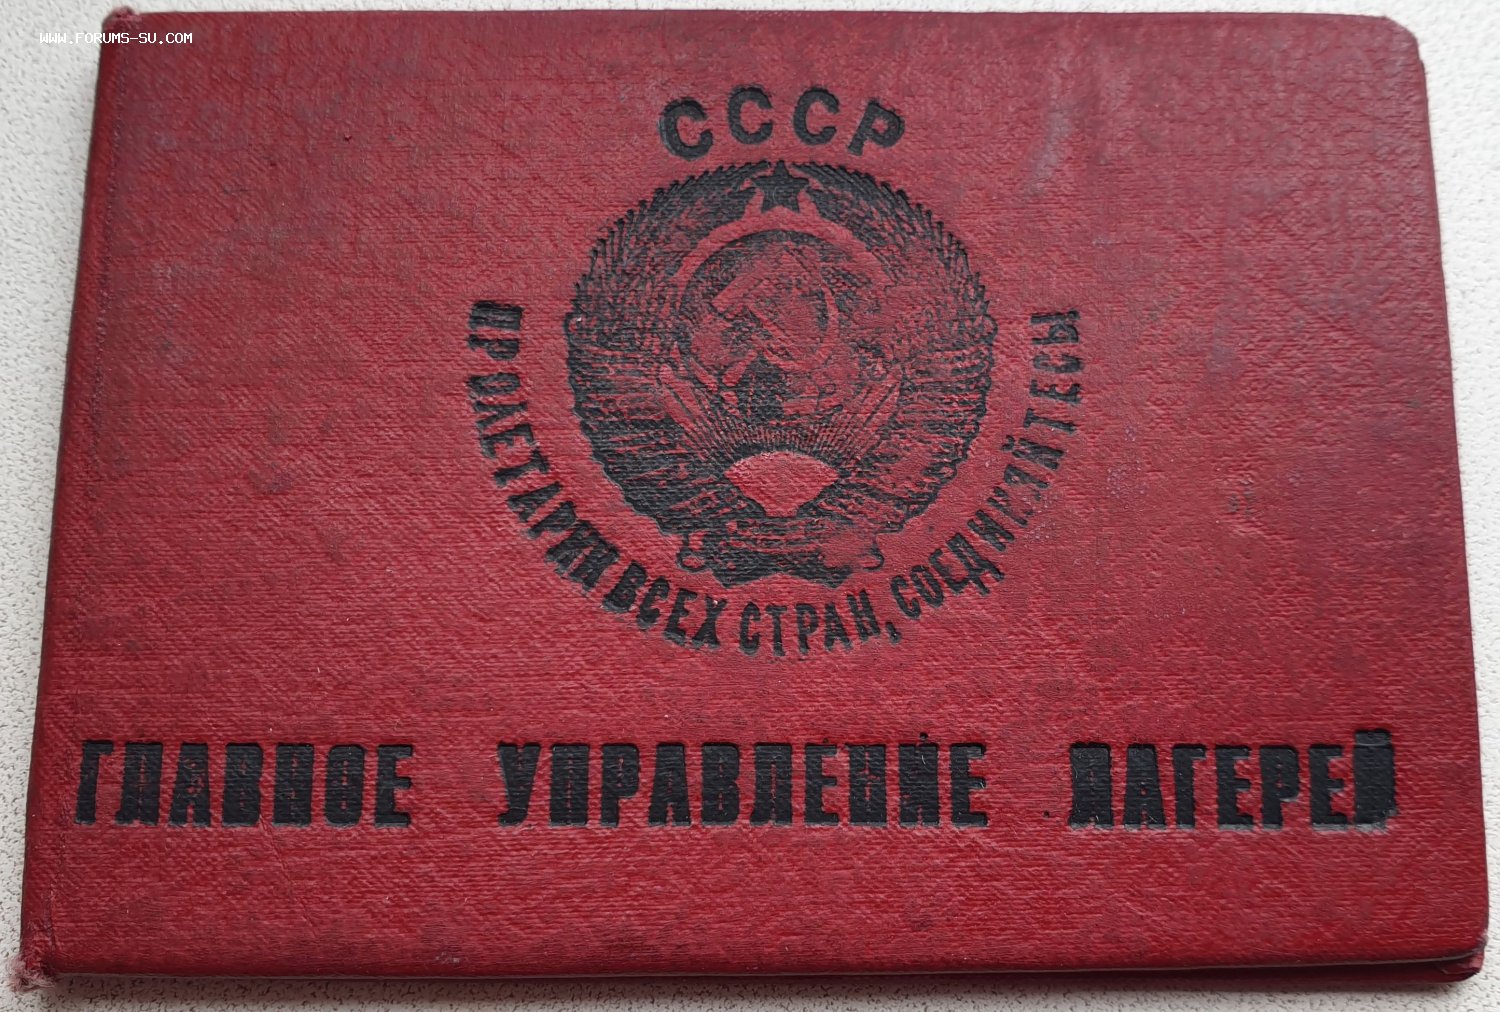 WWW.FORUMS-SU.COM
СССР
ПРОЛЕТАРИИ ВСЕХ СТРАН, СОЕДИНЯЙТЕСЬ
ГЛАВНОЕ УПРАВЛЕНИЕ ЛАГЕРЕЙ